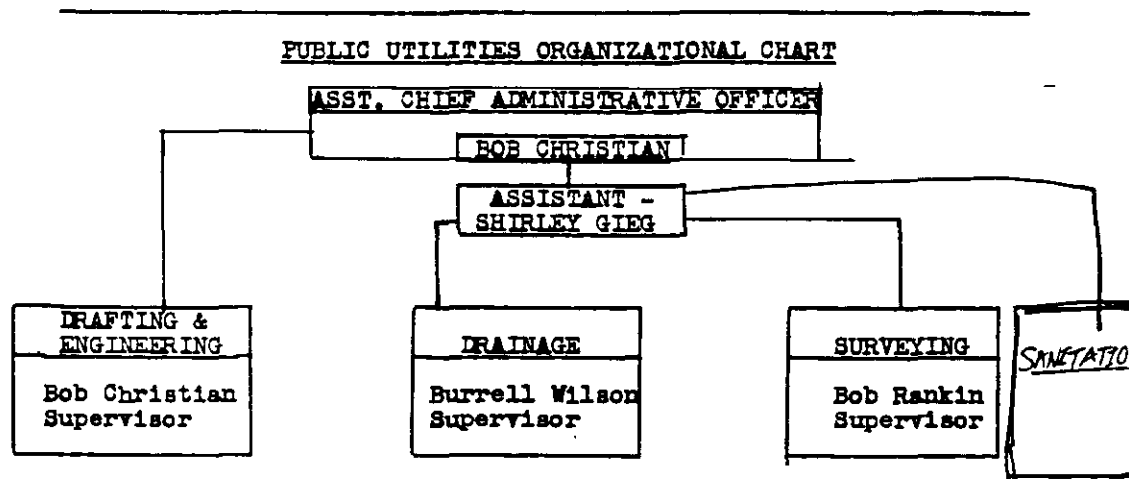 PUBLIC UTILITIES ORGANIZATIONAL CHART
ASST. CHIEF ADMINISTRATIVE OFFICER
BOB CHRISTIAN
ASSISTANT -
SHIRLEY GIEG
DRAFTING &
ENGINEERING
Bob Christian
Supervisor
DRAINAGE
Burrell Wilson
Supervisor
SURVEYING
Bob Rankin
Supervisor
SANITATIO